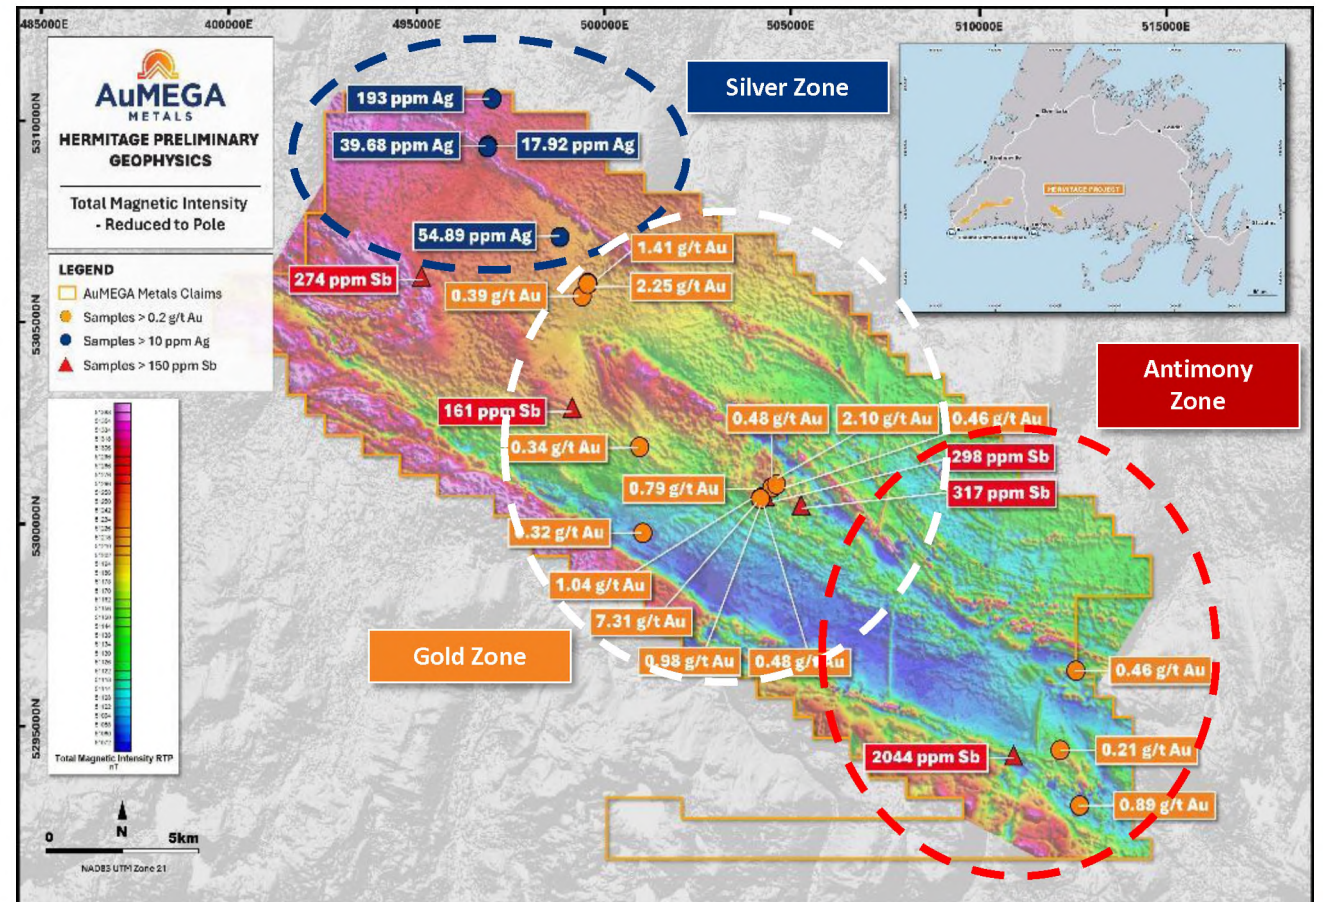 485000E 400000E 495000E 500000E 505000E 510000E 515000E
5310000N
5305000N
5300000N
5295000N
AuMEGA
METALS
HERMITAGE PRELIMINARY
GEOPHYSICS
Total Magnetic Intensity
- Reduced to Pole
LEGEND
AuMEGA Metals Claims
Samples > 0.2 g/t Au
Samples > 10 ppm Ag
Samples > 150 ppm Sb
Total Magnetic Intensity RTP
nT
N
0 5km
NAD83 UTM Zone 21
Silver Zone
193 ppm Ag
39.68 ppm Ag
17.92 ppm Ag
54.89 ppm Ag
274 ppm Sb
1.41 g/t Au
2.25 g/t Au
0.39 g/t Au
HERMITAGE PROJECT
Antimony
Zone
161 ppm Sb
0.34 g/t Au
0.48 g/t Au
2.10 g/t Au
0.46 g/t Au
298 ppm Sb
317 ppm Sb
0.79 g/t Au
.32 g/t Au
1.04 g/t Au
7.31 g/t Au
0.98 g/t Au
0.48 g/t Au
Gold Zone
0.46 g/t Au
0.21 g/t Au
2044 ppm Sb
0.89 g/t Au